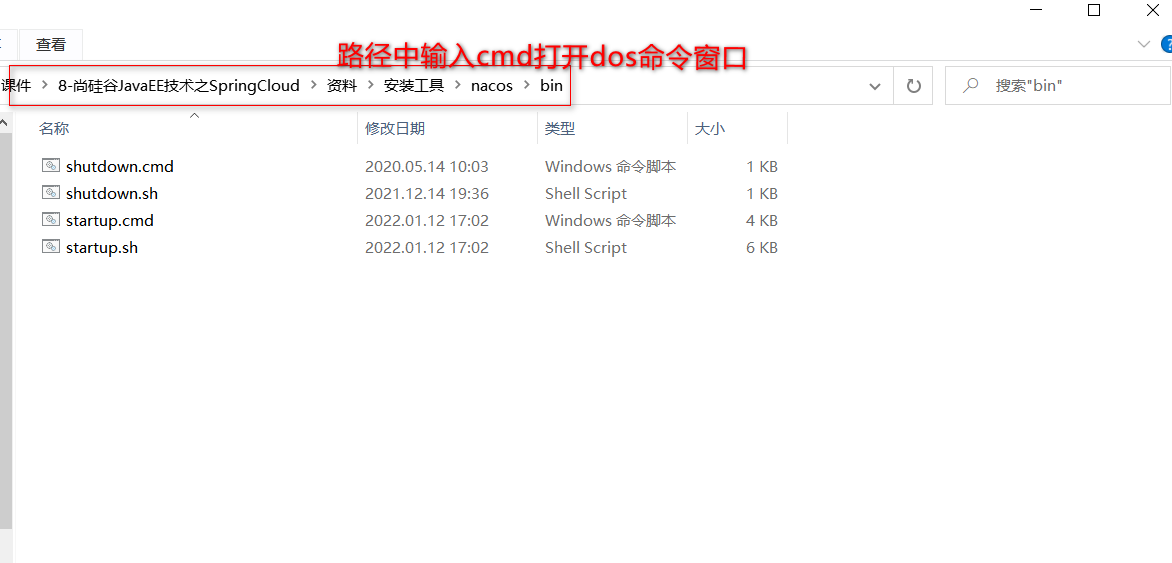 查看
路径中输入cmd打开dos命令窗口
课件 > 8-尚硅谷JavaEE技术之SpringCloud > 资料 > 安装工具 > nacos > bin
搜索"bin"
名称 修改日期 类型 大小
shutdown.cmd 2020.05.14 10:03 Windows 命令脚本 1 KB
shutdown.sh 2021.12.14 19:36 Shell Script 1 KB
startup.cmd 2022.01.12 17:02 Windows 命令脚本 4 KB
startup.sh 2022.01.12 17:02 Shell Script 6 KB